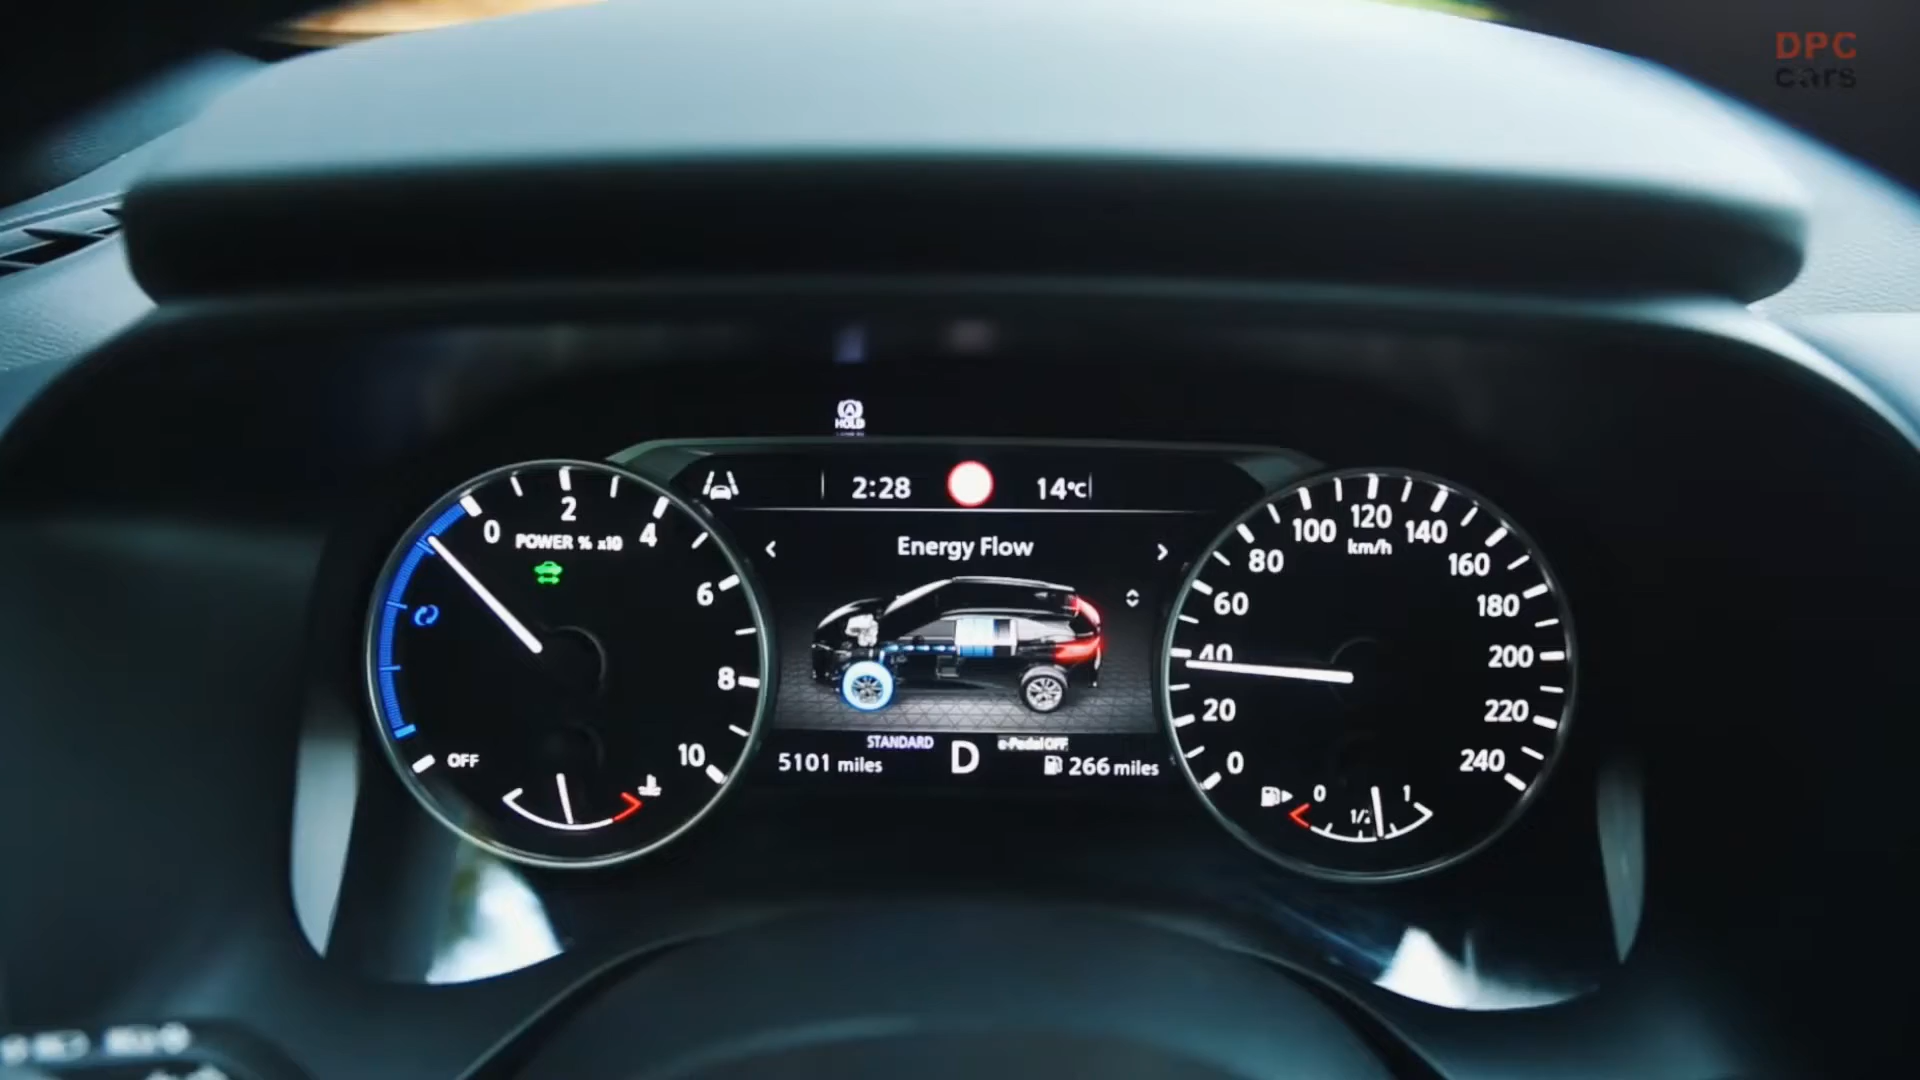 DPC
cars
HOLD
2:28
14°C
Energy Flow
0 2 4 6 8 10
POWER % x10
OFF
0 20 40 60 80 100 120 140 160 180 200 220 240
km/h
STANDARD
e-Pedal OFF
5101 miles
D
266 miles
0 1/2 1